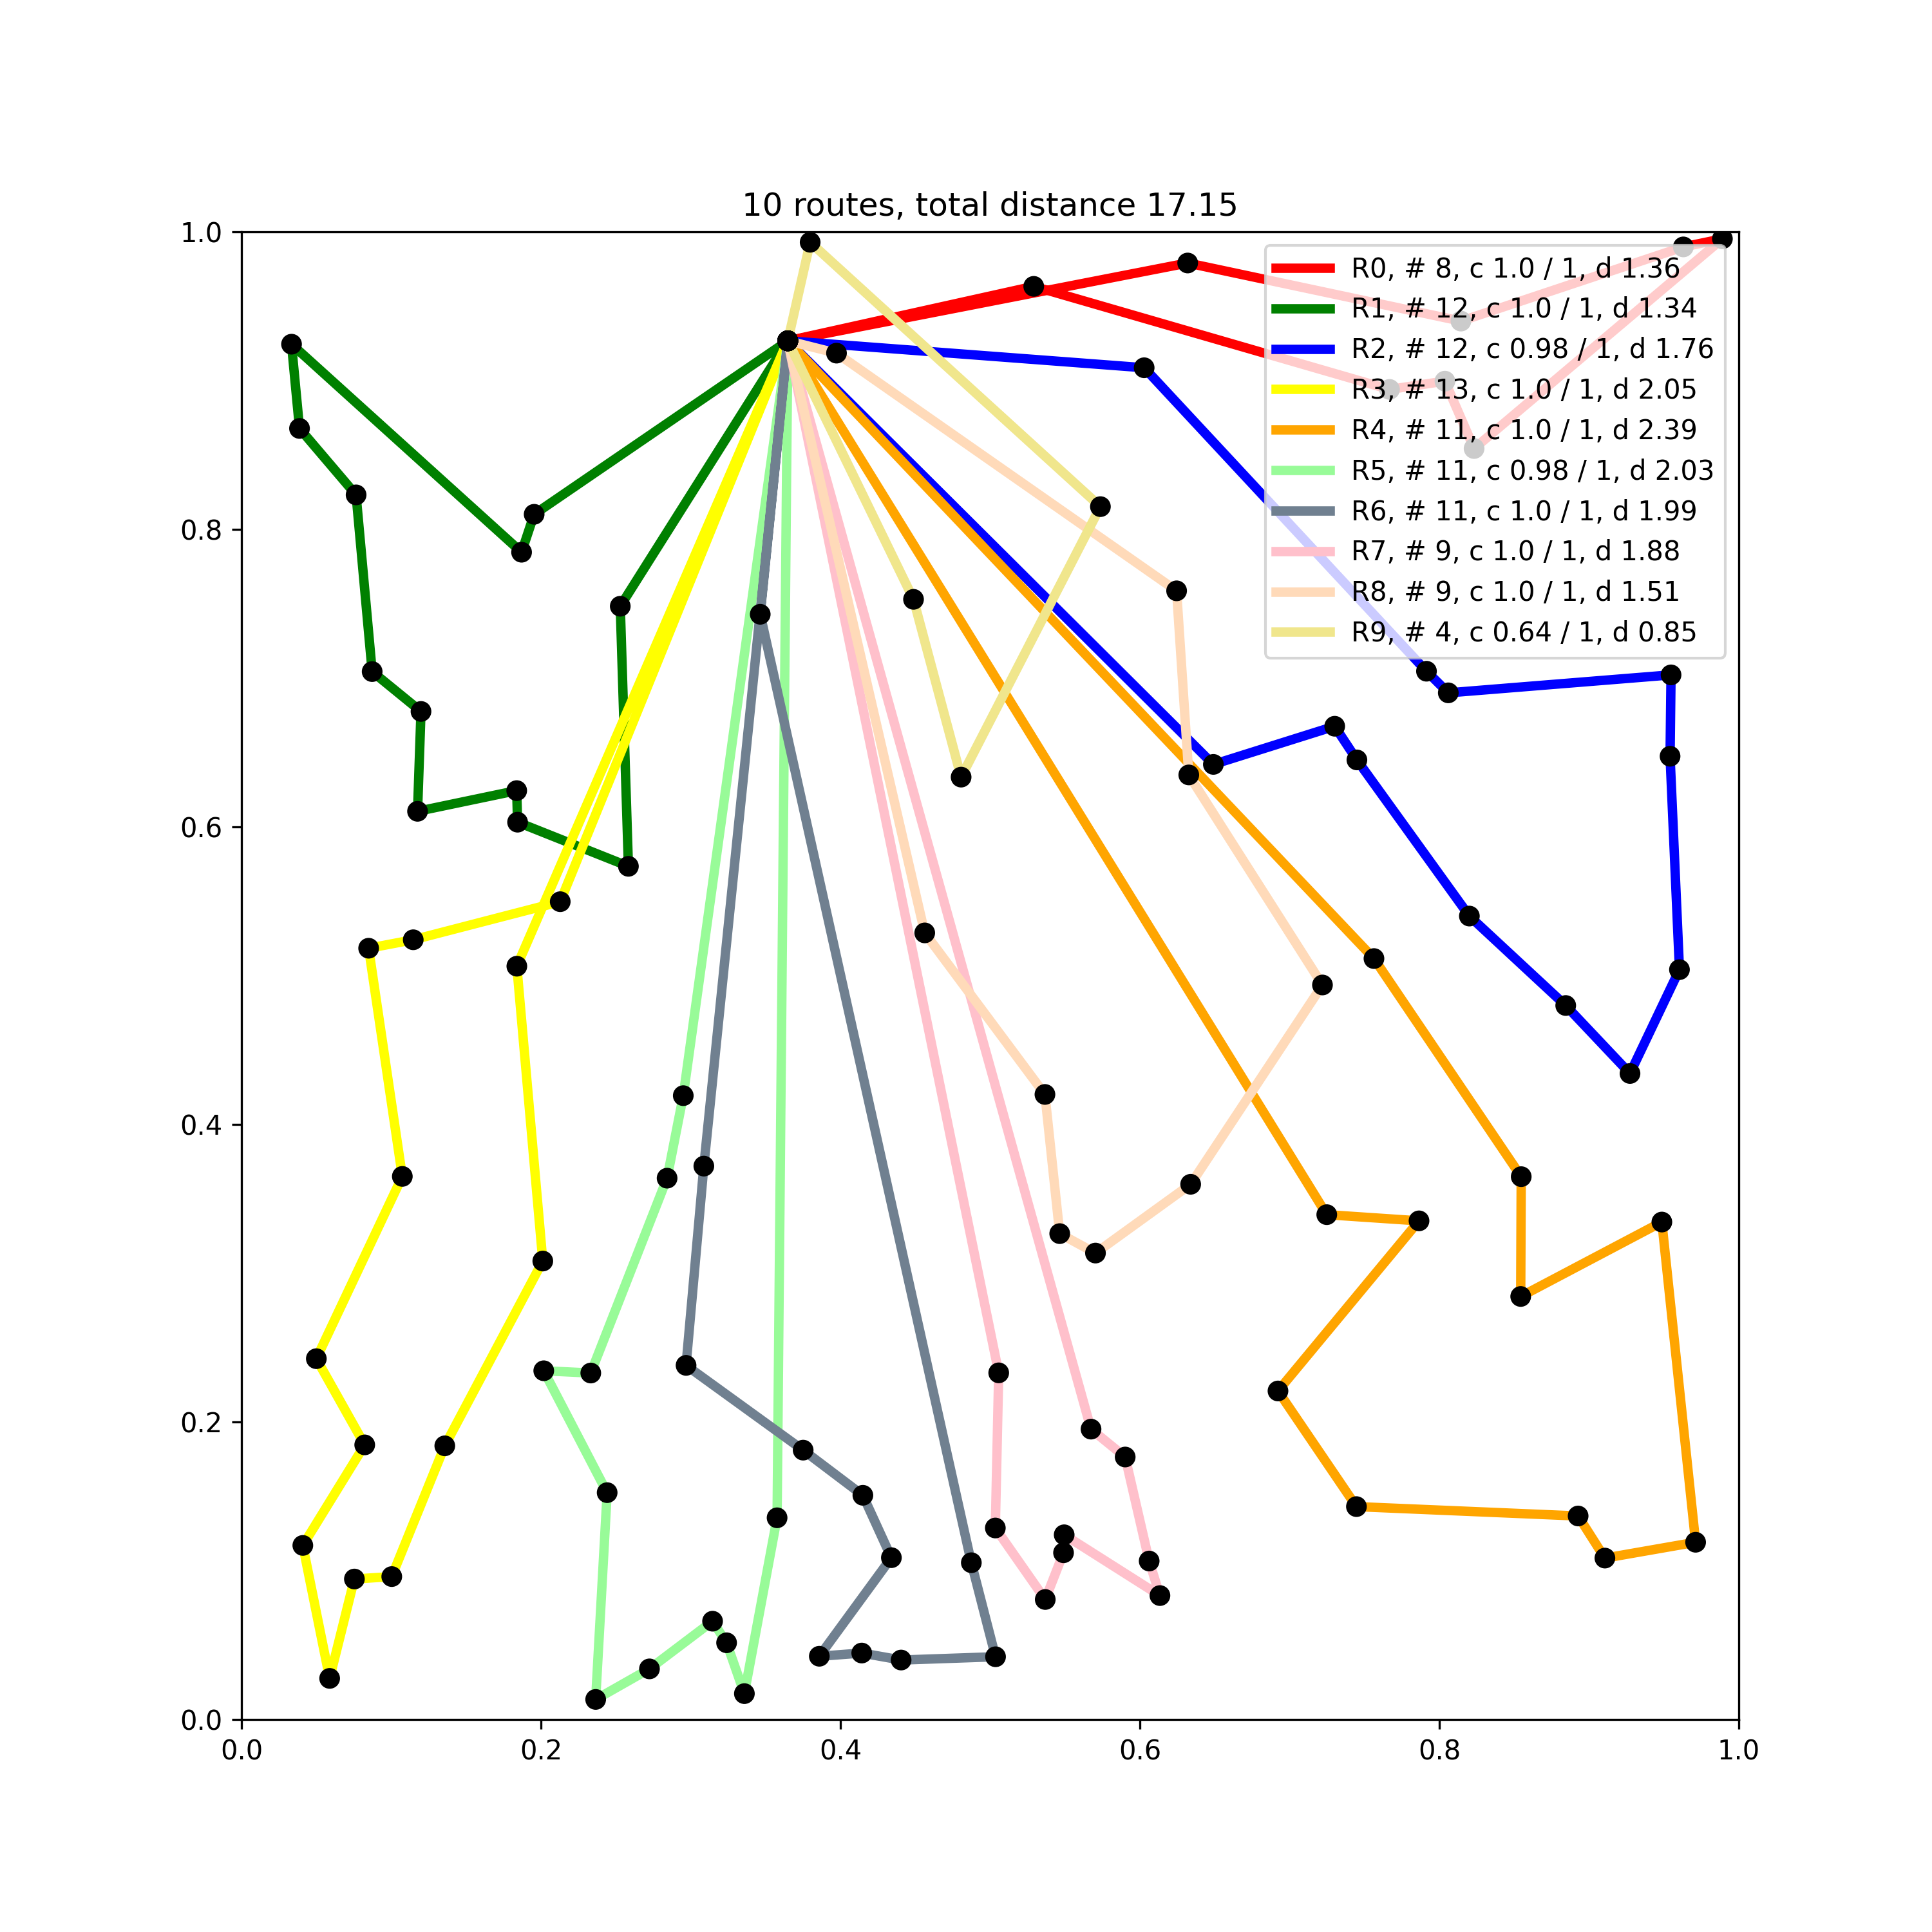 10 routes, total distance 17.15
1.0
0.8
0.6
0.4
0.2
0.0
0.0 0.2 0.4 0.6 0.8 1.0
R0, # 8, c 1.0 / 1, d 1.36
R1, # 12, c 1.0 / 1, d 1.34
R2, # 12, c 0.98 / 1, d 1.76
R3, # 13, c 1.0 / 1, d 2.05
R4, # 11, c 1.0 / 1, d 2.39
R5, # 11, c 0.98 / 1, d 2.03
R6, # 11, c 1.0 / 1, d 1.99
R7, # 9, c 1.0 / 1, d 1.88
R8, # 9, c 1.0 / 1, d 1.51
R9, # 4, c 0.64 / 1, d 0.85